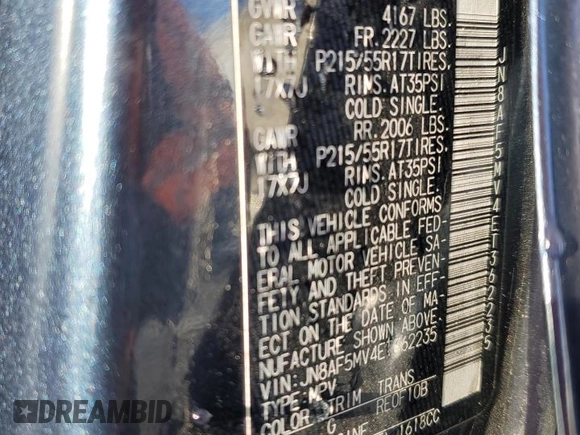 GVWR 4167 LBS.
GAWR FR. 2227 LBS.
WITH P215/55R17TIRES,
17X7J RIMS, AT35PSI
COLD SINGLE.
GAWR RR. 2006 LBS.
WITH P215/55R17TIRES,
17X7J RIMS, AT35PSI
COLD SINGLE.
THIS VEHICLE CONFORMS
TO ALL APPLICABLE FED-
ERAL MOTOR VEHICLE SA-
FETY AND THEFT PREVEN-
TION STANDARDS IN EFF-
ECT ON THE DATE OF MA-
NUFACTURE SHOWN ABOVE.
VIN:
TYPE: MPV
COLOR TRIM TRANS
G RE0F10B
1618CC
JN8AF5MV4ET362235
DREAMBID
dreambid.com